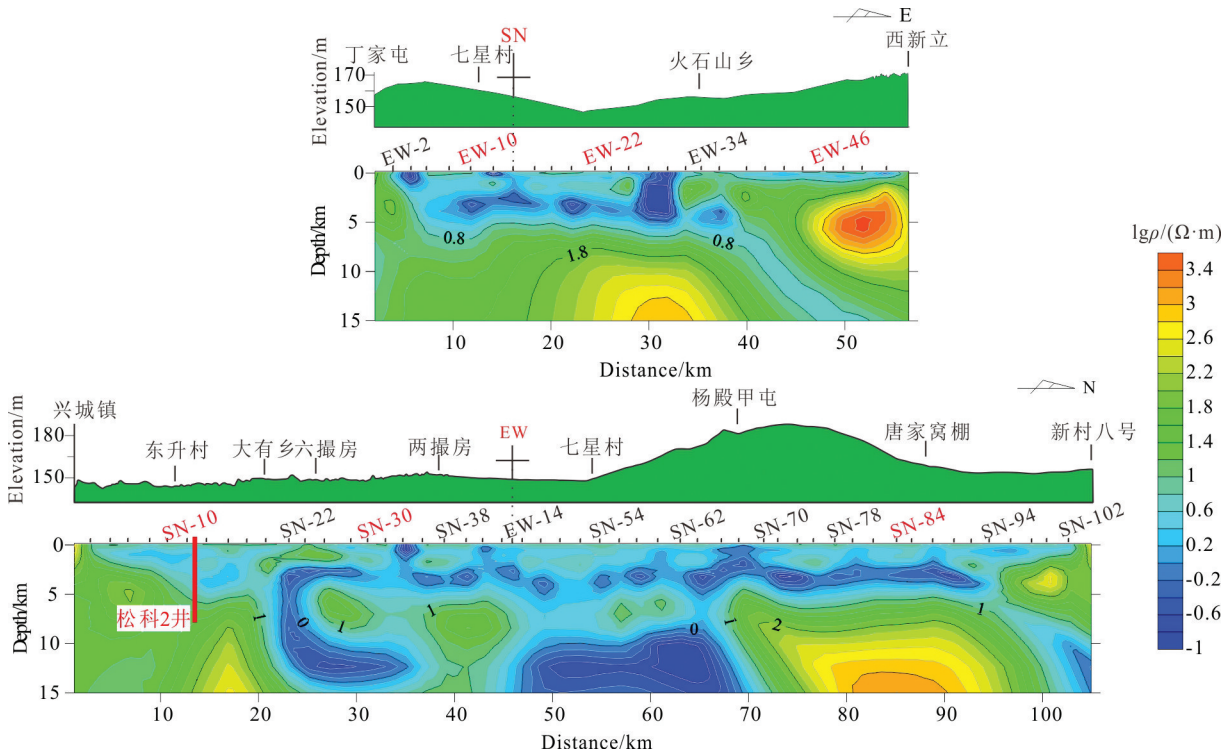 E
SN
丁家屯 七星村 火石山乡 西新立
Elevation/m
170
150
EW-2 EW-10 EW-22 EW-34 EW-46
Depth/km
0
5
10
15
0.8 1.8 0.8
10 20 30 40 50
Distance/km
lgρ/(Ω·m)
3.4
3
2.6
2.2
1.8
1.4
1
0.6
0.2
-0.2
-0.6
-1
N
兴城镇 东升村 大有乡 六撮房 两撮房 EW 七星村 杨殿甲屯 唐家窝棚 新村八号
Elevation/m
180
150
SN-10 SN-22 SN-30 SN-38 EW-14 SN-54 SN-62 SN-70 SN-78 SN-84 SN-94 SN-102
Depth/km
0
5
10
15
松科2井
1 0 1 1 0 1 2 1
10 20 30 40 50 60 70 80 90 100
Distance/km